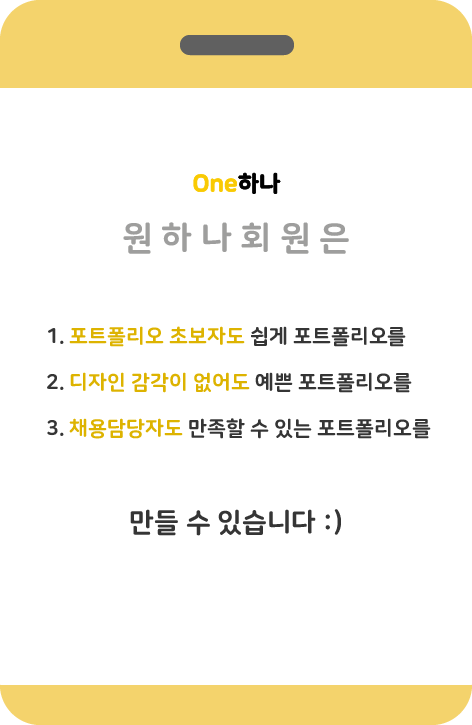 One하나
원하나회원은
1. 포트폴리오 초보자도 쉽게 포트폴리오를
2. 디자인 감각이 없어도 예쁜 포트폴리오를
3. 채용담당자도 만족할 수 있는 포트폴리오를
만들 수 있습니다 :)